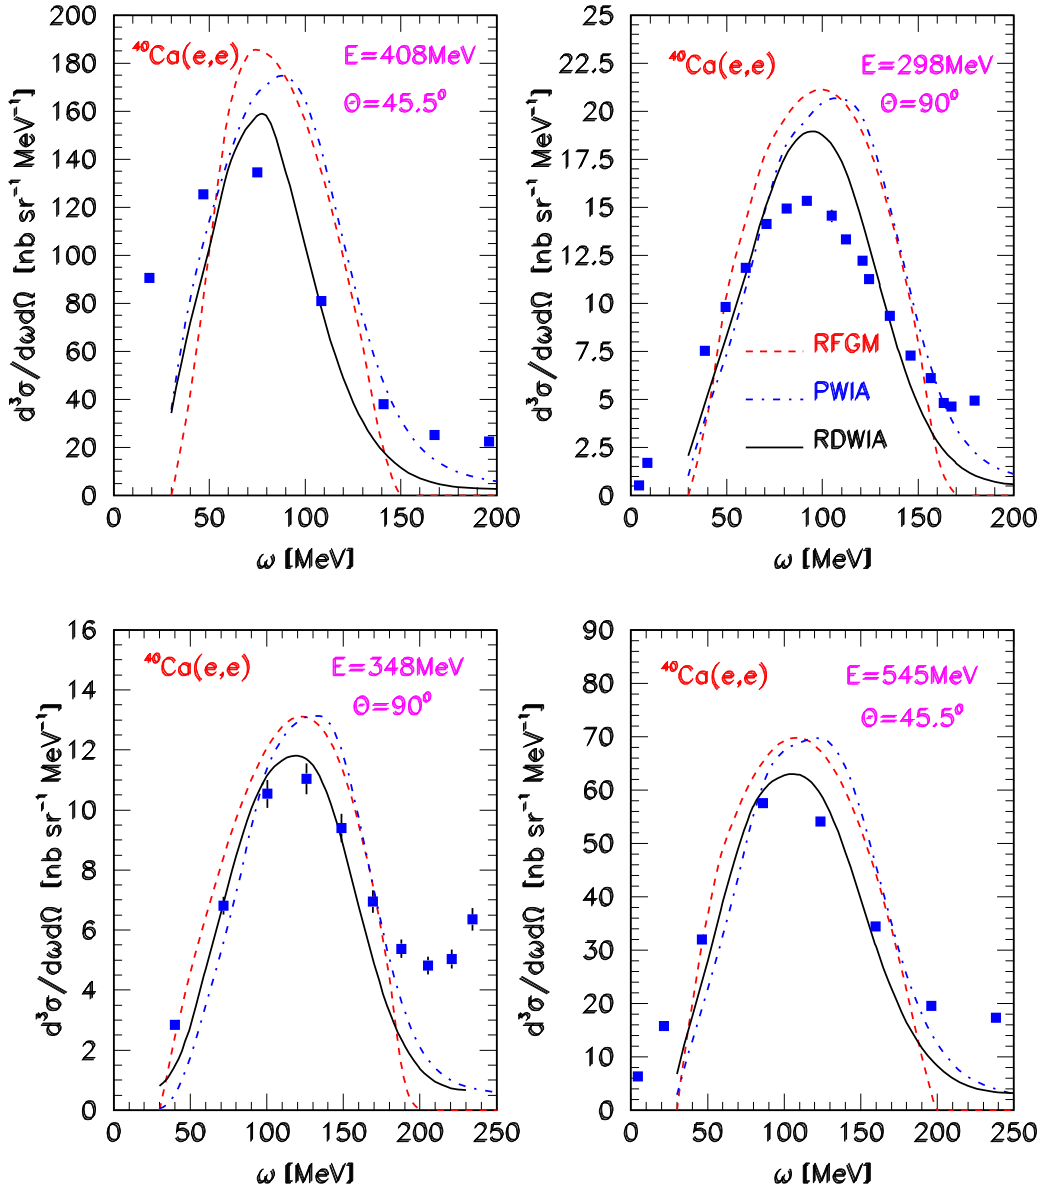 ⁴⁰Ca(e,e)
E=408MeV
Θ=45.5⁰
d³σ/dωdΩ [nb sr⁻¹ MeV⁻¹]
200
180
160
140
120
100
80
60
40
20
0
0 50 100 150 200
ω [MeV]
⁴⁰Ca(e,e)
E=298MeV
Θ=90⁰
d³σ/dωdΩ [nb sr⁻¹ MeV⁻¹]
25
22.5
20
17.5
15
12.5
10
7.5
5
2.5
0
RFGM
PWIA
RDWIA
0 50 100 150 200
ω [MeV]
⁴⁰Ca(e,e)
E=348MeV
Θ=90⁰
d³σ/dωdΩ [nb sr⁻¹ MeV⁻¹]
16
14
12
10
8
6
4
2
0
0 50 100 150 200 250
ω [MeV]
⁴⁰Ca(e,e)
E=545MeV
Θ=45.5⁰
d³σ/dωdΩ [nb sr⁻¹ MeV⁻¹]
90
80
70
60
50
40
30
20
10
0
0 50 100 150 200 250
ω [MeV]